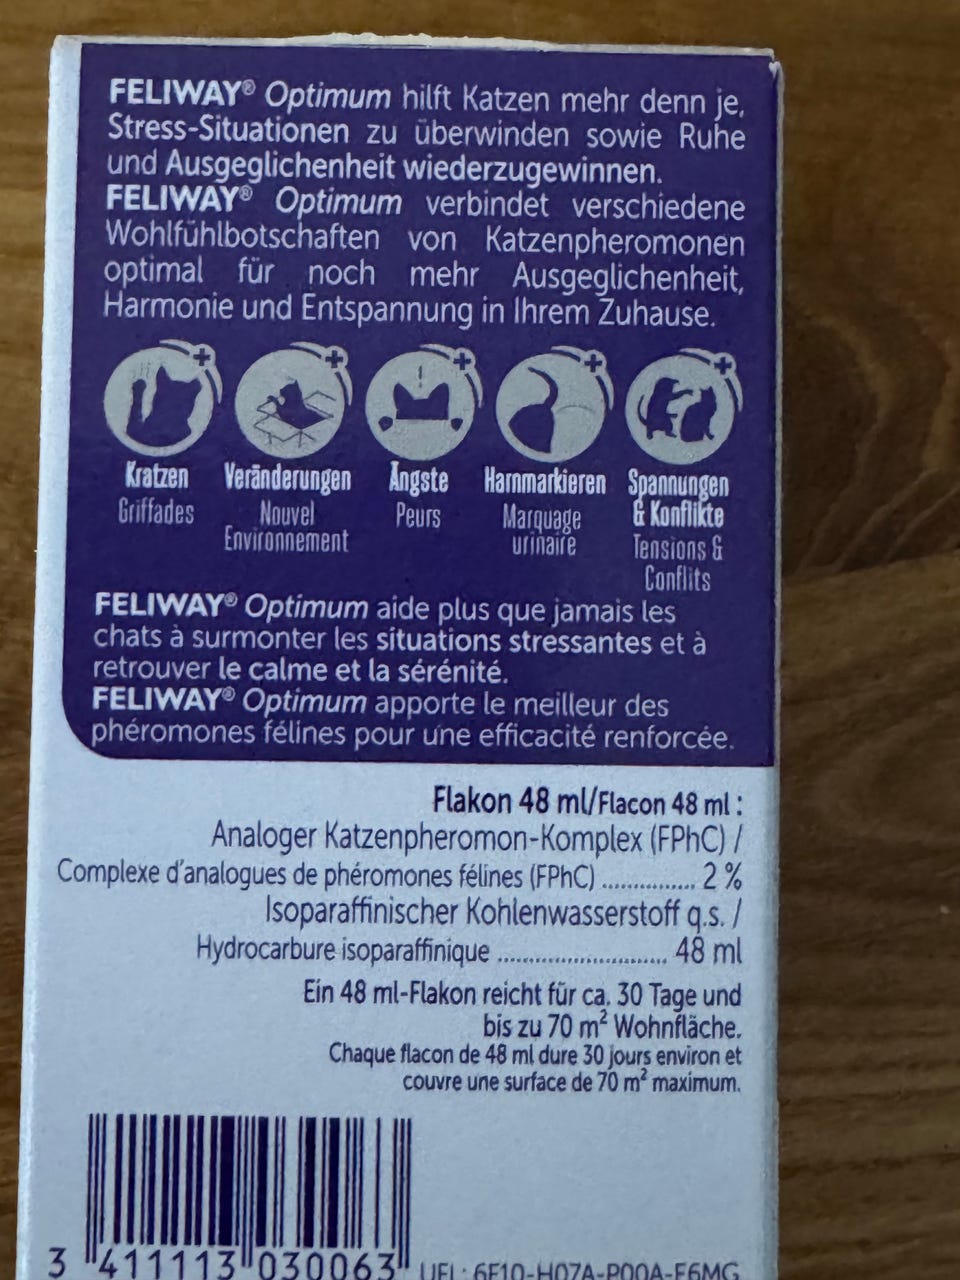 FELIWAY® Optimum hilft Katzen mehr denn je,
Stress-Situationen zu überwinden sowie Ruhe
und Ausgeglichenheit wiederzugewinnen.
FELIWAY® Optimum verbindet verschiedene
Wohlfühlbotschaften von Katzenpheromonen
optimal für noch mehr Ausgeglichenheit,
Harmonie und Entspannung in Ihrem Zuhause.
Kratzen
Griffades
Veränderungen
Nouvel
Environnement
Ängste
Peurs
Harnmarkieren
Marquage
urinaire
Spannungen
& Konflikte
Tensions &
Conflits
FELIWAY® Optimum aide plus que jamais les
chats à surmonter les situations stressantes et à
retrouver le calme et la sérénité.
FELIWAY® Optimum apporte le meilleur des
phéromones félines pour une efficacité renforcée.
Flakon 48 ml/Flacon 48 ml :
Analoger Katzenpheromon-Komplex (FPhC) /
Complexe d'analogues de phéromones félines (FPhC) ................ 2 %
Isoparaffinischer Kohlenwasserstoff q.s. /
Hydrocarbure isoparaffinique ............................. 48 ml
Ein 48 ml-Flakon reicht für ca. 30 Tage und
bis zu 70 m² Wohnfläche.
Chaque flacon de 48 ml dure 30 jours environ et
couvre une surface de 70 m² maximum.
3 411113 030063
UFI : 6F10-H07A-P00A-F6MG